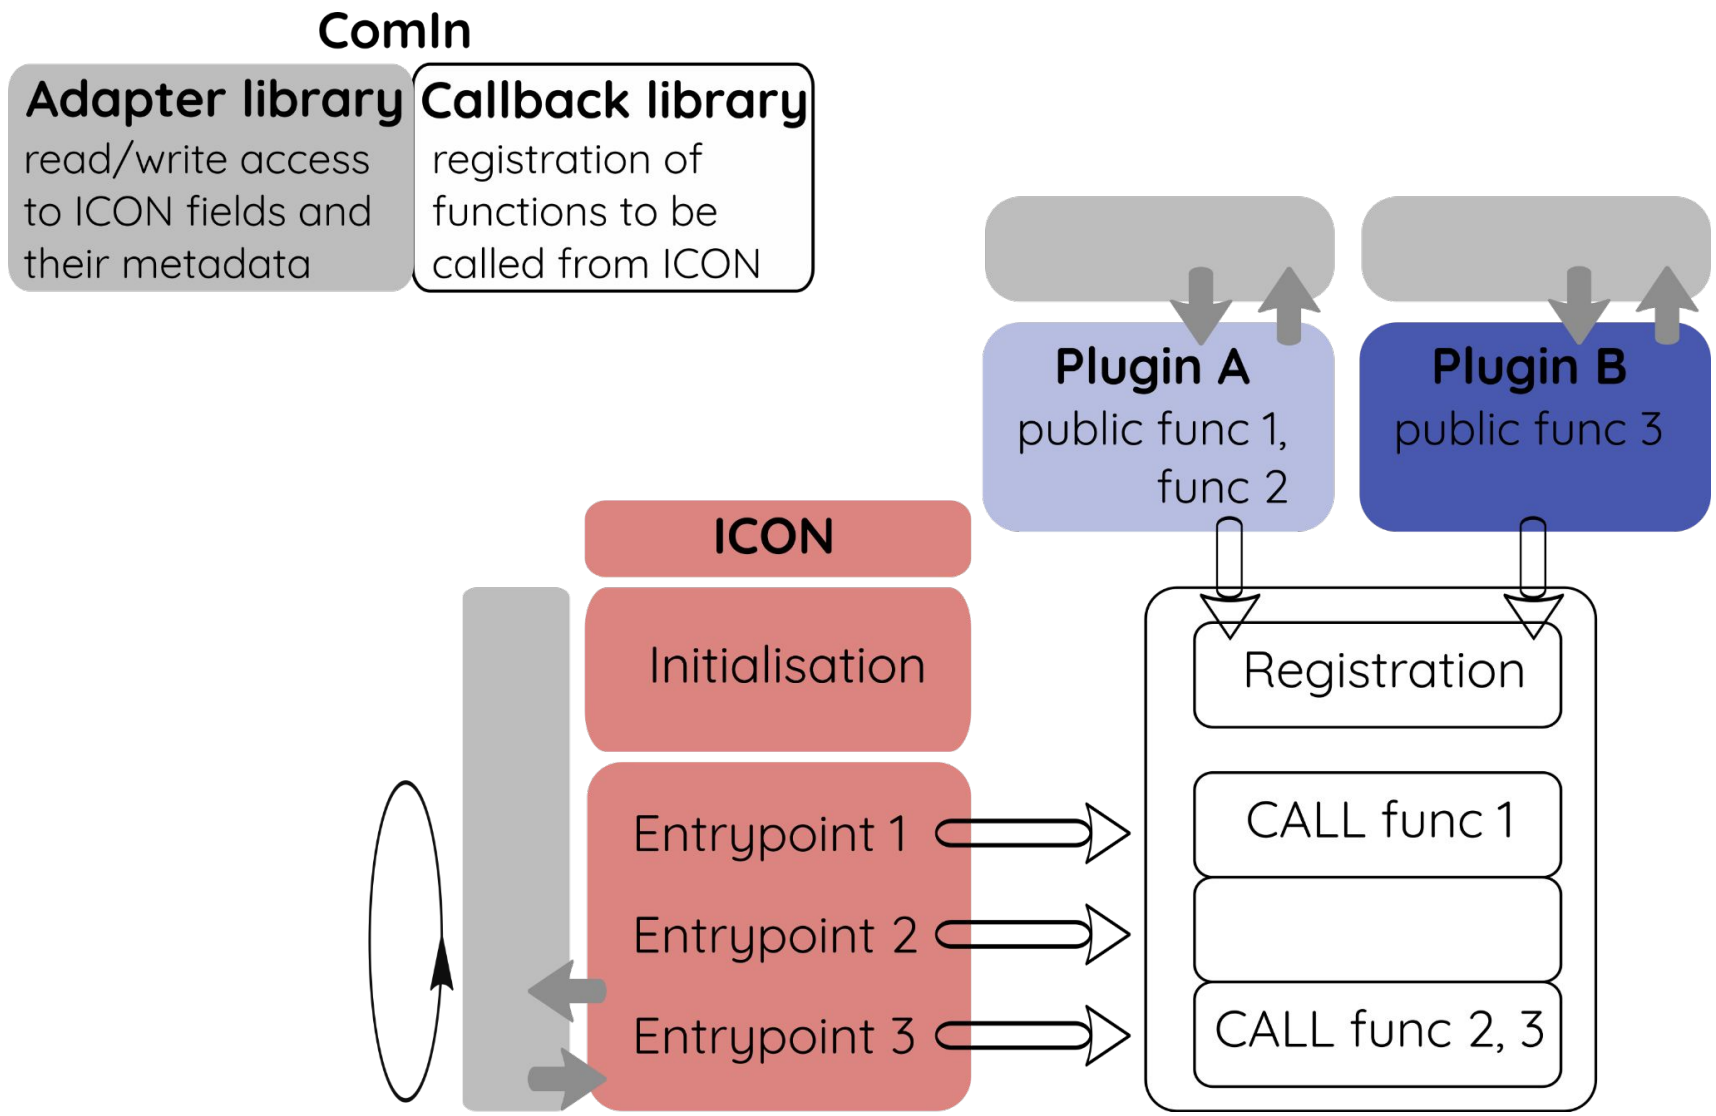 ComIn
Adapter library
read/write access
to ICON fields and
their metadata
Callback library
registration of
functions to be
called from ICON
Plugin A
public func 1,
func 2
Plugin B
public func 3
ICON
Initialisation
Entrypoint 1
Entrypoint 2
Entrypoint 3
Registration
CALL func 1
CALL func 2, 3